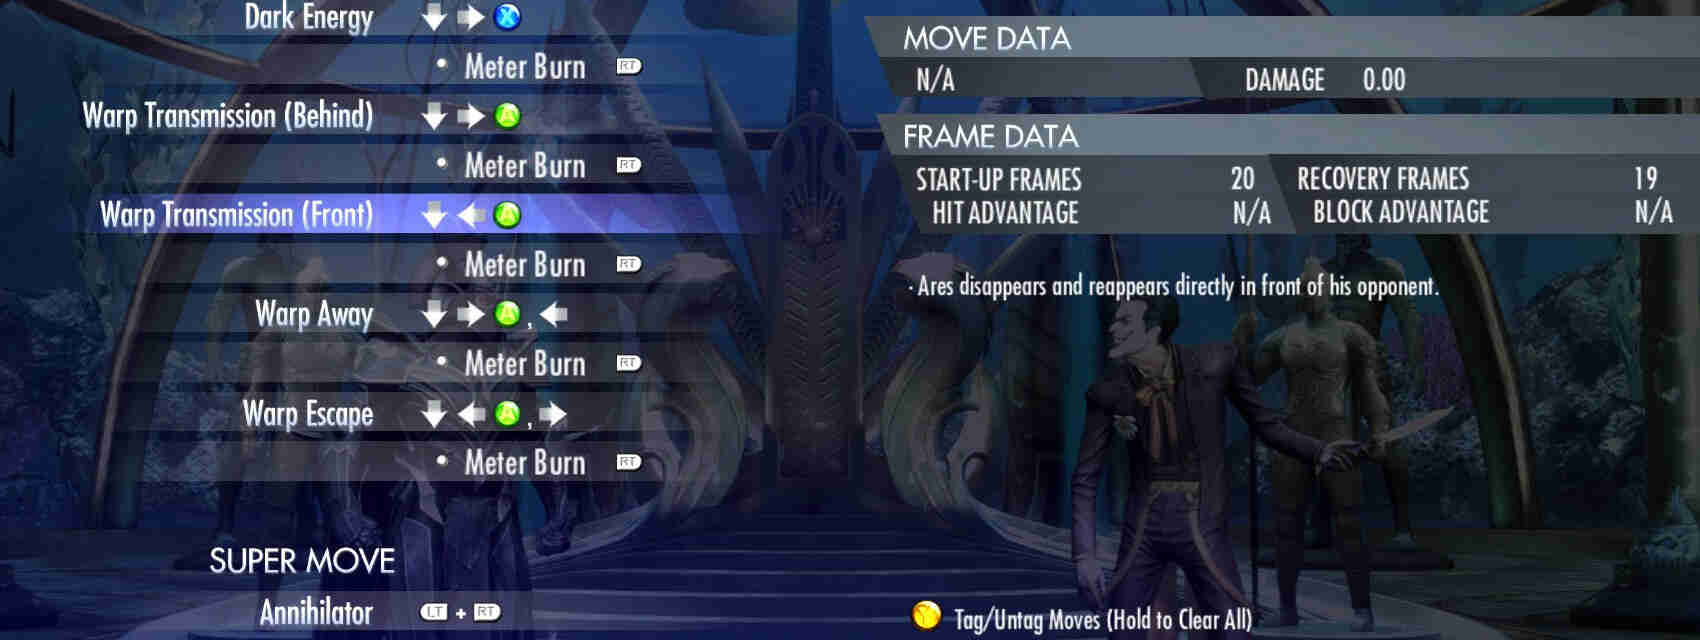 Dark Energy X
• Meter Burn RT
Warp Transmission (Behind) A
• Meter Burn RT
Warp Transmission (Front) A
• Meter Burn RT
Warp Away A ,
• Meter Burn RT
Warp Escape A ,
• Meter Burn RT
SUPER MOVE
Annihilator LT + RT
MOVE DATA
N/A DAMAGE 0.00
FRAME DATA
START-UP FRAMES 20 RECOVERY FRAMES 19
HIT ADVANTAGE N/A BLOCK ADVANTAGE N/A
· Ares disappears and reappears directly in front of his opponent.
Y Tag/Untag Moves (Hold to Clear All)